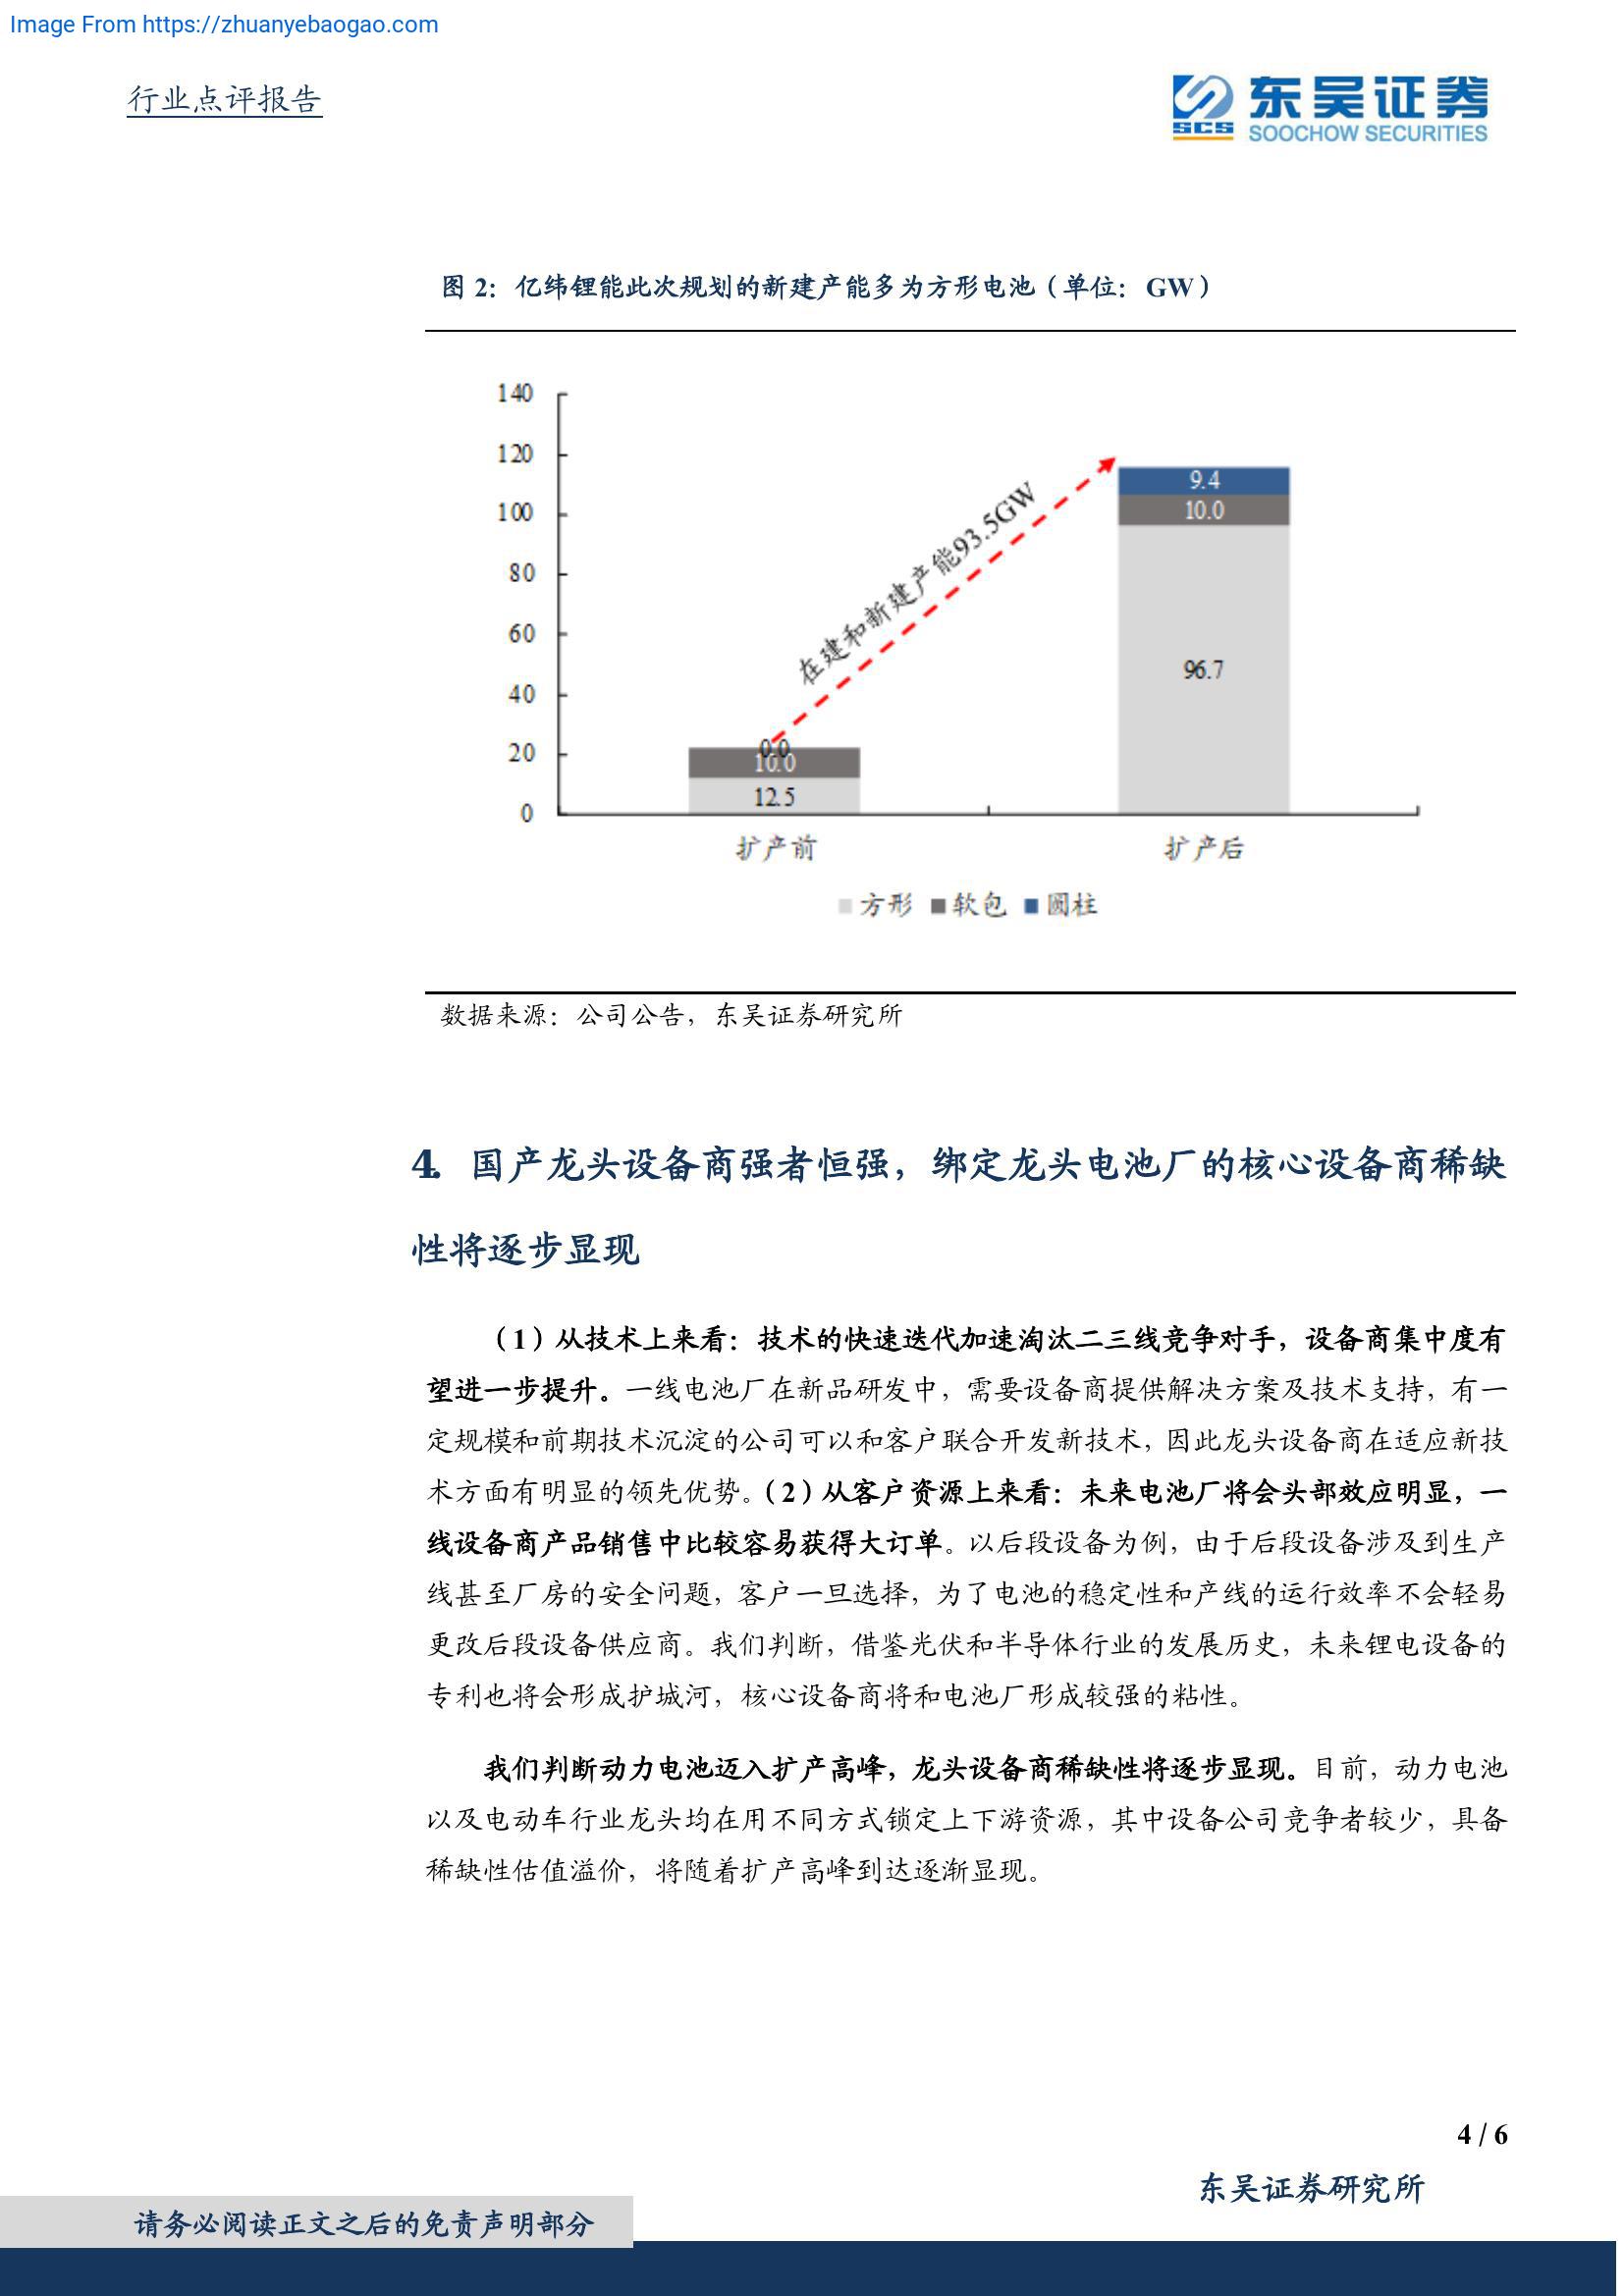 Image From https://zhuanyebaogao.com
行业点评报告
东吴证券
SCS
SOOCHOW SECURITIES
图 2：亿纬锂能此次规划的新建产能多为方形电池（单位：GW）
140
120
100
80
60
40
20
0
在建和新建产能93.5GW
9.4
10.0
96.7
0.0
10.0
12.5
扩产前
扩产后
方形 软包 圆柱
数据来源：公司公告，东吴证券研究所
4. 国产龙头设备商强者恒强，绑定龙头电池厂的核心设备商稀缺
性将逐步显现
（1）从技术上来看：技术的快速迭代加速淘汰二三线竞争对手，设备商集中度有
望进一步提升。一线电池厂在新品研发中，需要设备商提供解决方案及技术支持，有一
定规模和前期技术沉淀的公司可以和客户联合开发新技术，因此龙头设备商在适应新技
术方面有明显的领先优势。（2）从客户资源上来看：未来电池厂将会头部效应明显，一
线设备商产品销售中比较容易获得大订单。以后段设备为例，由于后段设备涉及到生产
线甚至厂房的安全问题，客户一旦选择，为了电池的稳定性和产线的运行效率不会轻易
更改后段设备供应商。我们判断，借鉴光伏和半导体行业的发展历史，未来锂电设备的
专利也将会形成护城河，核心设备商将和电池厂形成较强的粘性。
我们判断动力电池迈入扩产高峰，龙头设备商稀缺性将逐步显现。目前，动力电池
以及电动车行业龙头均在用不同方式锁定上下游资源，其中设备公司竞争者较少，具备
稀缺性估值溢价，将随着扩产高峰到达逐渐显现。
4 / 6
东吴证券研究所
请务必阅读正文之后的免责声明部分